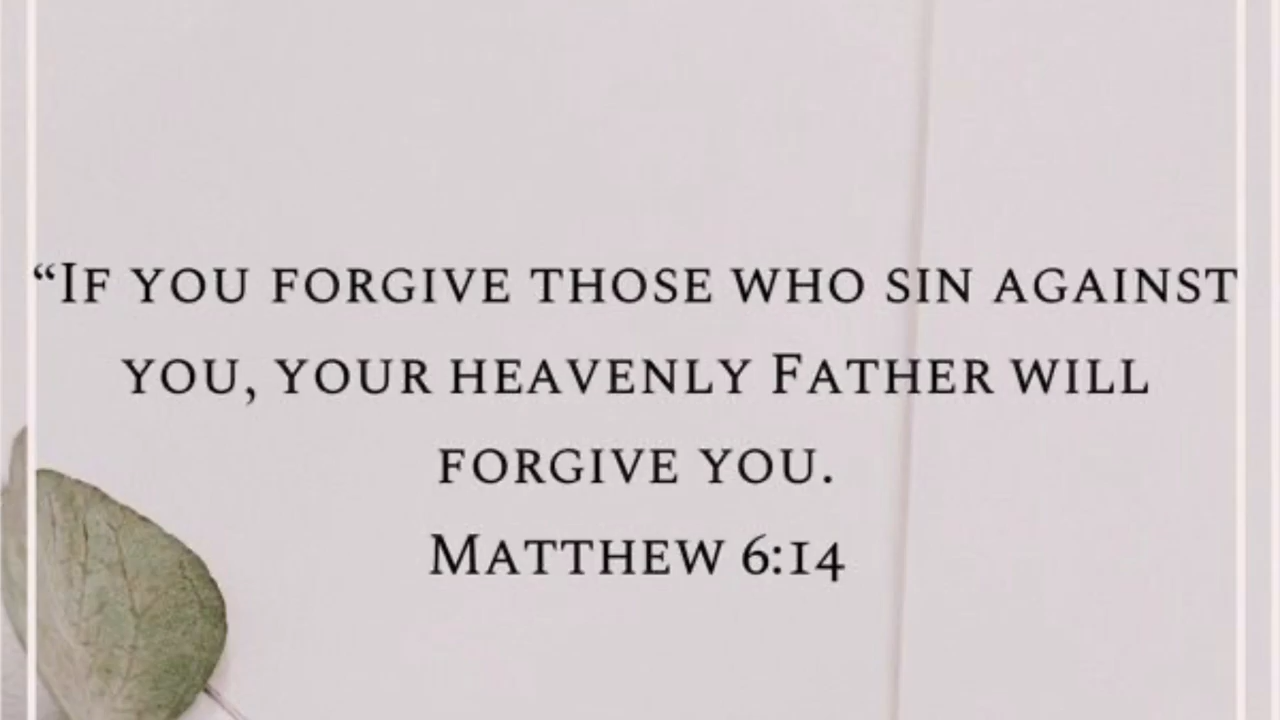 “If you forgive those who sin against
you, your heavenly Father will
forgive you.
Matthew 6:14